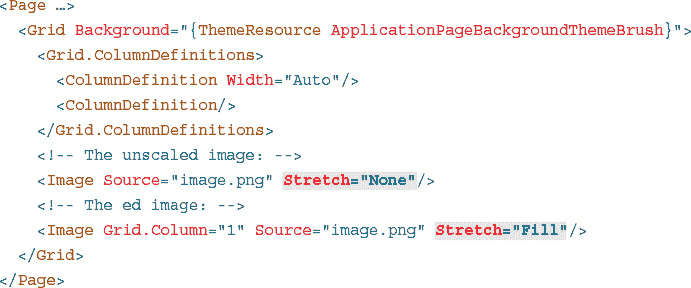 <Page …>
  <Grid Background="{ThemeResource ApplicationPageBackgroundThemeBrush}">
    <Grid.ColumnDefinitions>
      <ColumnDefinition Width="Auto"/>
      <ColumnDefinition/>
    </Grid.ColumnDefinitions>
    <!-- The unscaled image: -->
    <Image Source="image.png" Stretch="None"/>
    <!-- The ed image: -->
    <Image Grid.Column="1" Source="image.png" Stretch="Fill"/>
  </Grid>
</Page>